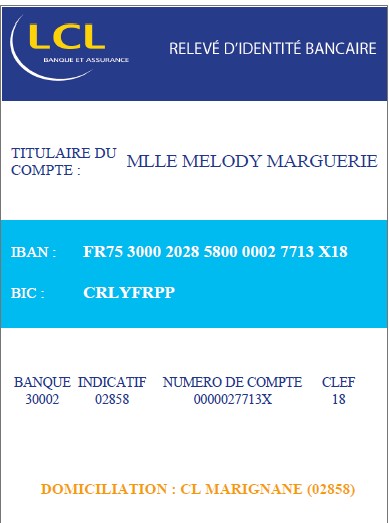 LCL
BANQUE ET ASSURANCE
RELEVÉ D'IDENTITÉ BANCAIRE
TITULAIRE DU COMPTE : MLLE MELODY MARGUERIE
IBAN : FR75 3000 2028 5800 0002 7713 X18
BIC : CRLYFRPP
BANQUE INDICATIF NUMERO DE COMPTE CLEF
30002 02858 0000027713X 18
DOMICILIATION : CL MARIGNANE (02858)